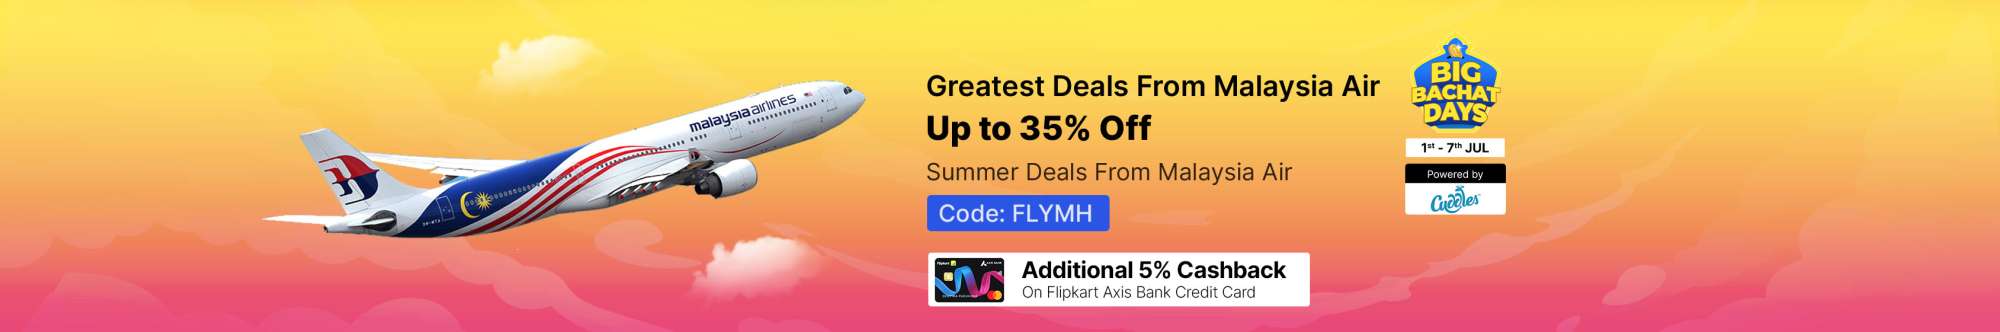 malaysia airlines
Greatest Deals From Malaysia Air
Up to 35% Off
Summer Deals From Malaysia Air
Code: FLYMH
Additional 5% Cashback
On Flipkart Axis Bank Credit Card
BIG
BACHAT
DAYS
1st - 7th JUL
Powered by
Cuddles